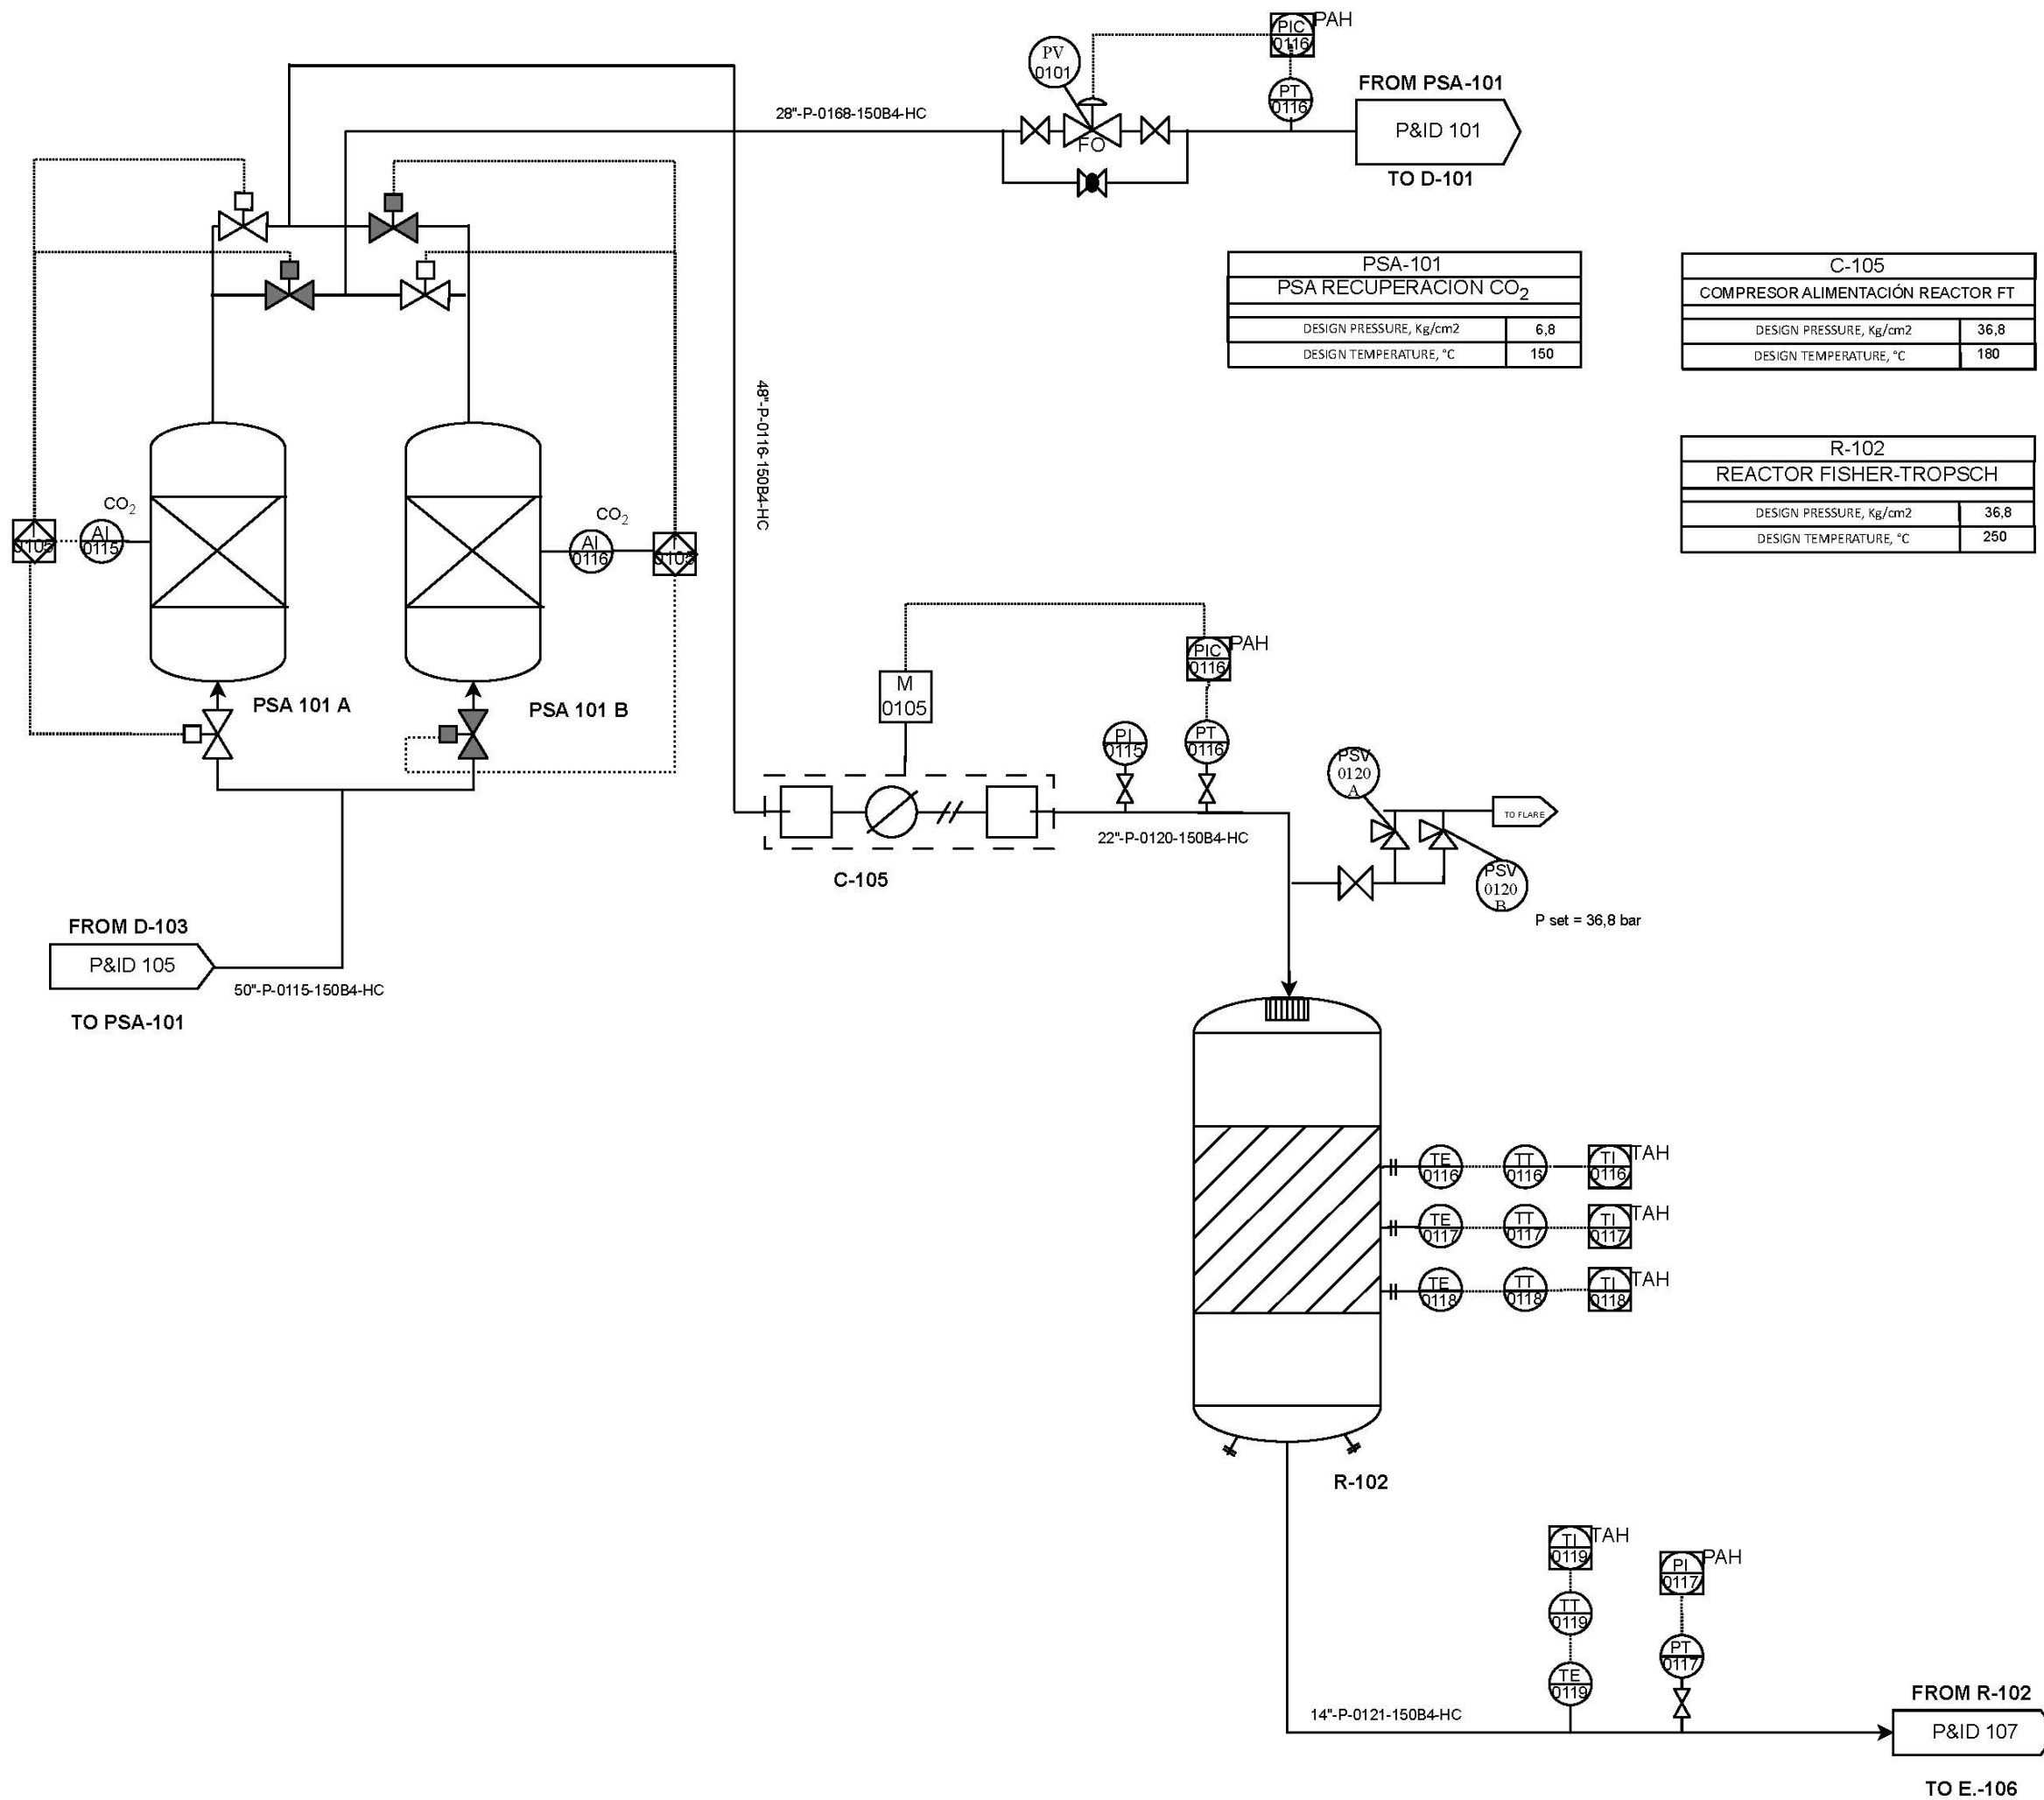 PIC
0116
PAH
PV
0101
PT
0116
FROM PSA-101
P&ID 101
TO D-101
28"-P-0168-150B4-HC
FO
PSA-101
PSA RECUPERACION CO2
DESIGN PRESSURE, Kg/cm2 6,8
DESIGN TEMPERATURE, °C 150
C-105
COMPRESOR ALIMENTACIÓN REACTOR FT
DESIGN PRESSURE, Kg/cm2 36,8
DESIGN TEMPERATURE, °C 180
R-102
REACTOR FISHER-TROPSCH
DESIGN PRESSURE, Kg/cm2 36,8
DESIGN TEMPERATURE, °C 250
48"-P-0116-150B4-HC
CO2
I
0105
AI
0115
CO2
AI
0116
I
0105
PSA 101 A
PSA 101 B
M
0105
PIC
0116
PAH
PI
0115
PT
0116
22"-P-0120-150B4-HC
C-105
PSV
0120
A
TO FLARE
PSV
0120
B
P set = 36,8 bar
FROM D-103
P&ID 105
50"-P-0115-150B4-HC
TO PSA-101
TE
0116
TT
0116
TI
0116
TAH
TE
0117
TT
0117
TI
0117
TAH
TE
0118
TT
0118
TI
0118
TAH
R-102
TI
0119
TAH
TT
0119
TE
0119
PI
0117
PAH
PT
0117
14"-P-0121-150B4-HC
FROM R-102
P&ID 107
TO E.-106